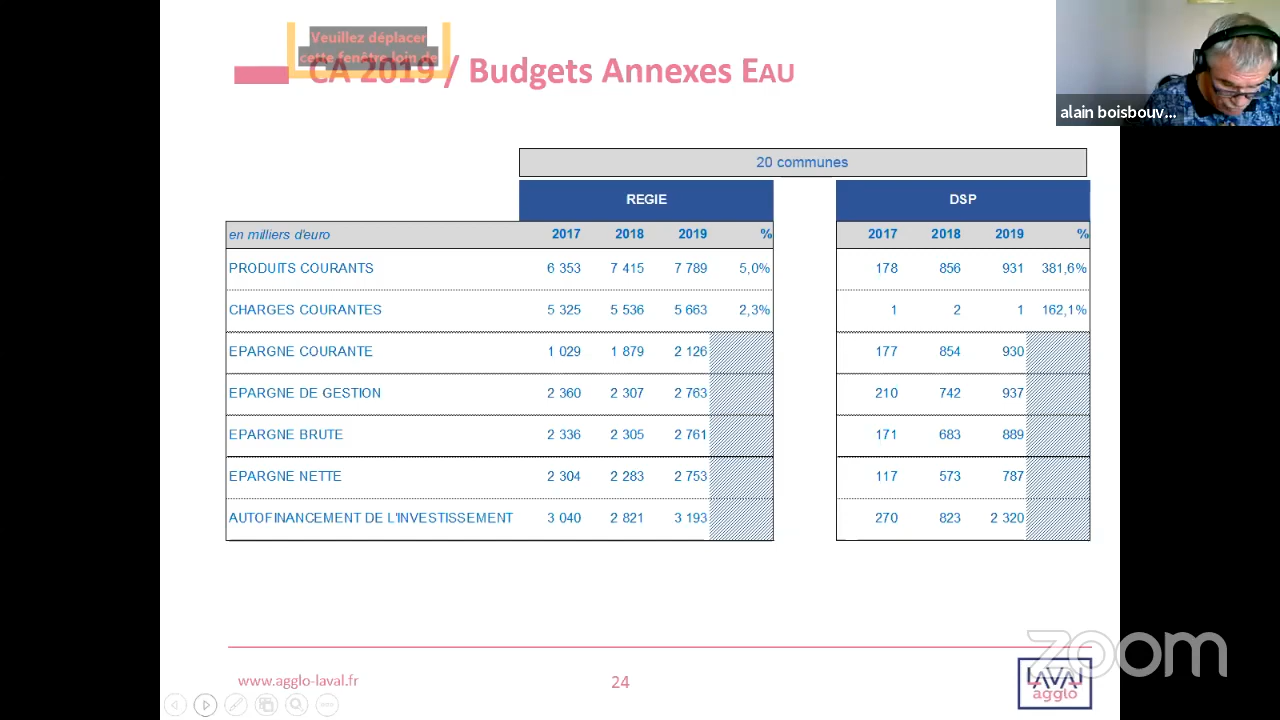 Veuillez déplacer
cette fenêtre loin de
CA 2019 / Budgets Annexes EAU
alain boisbouv...
20 communes
REGIE DSP
en milliers d'euro 2017 2018 2019 % 2017 2018 2019 %
PRODUITS COURANTS 6 353 7 415 7 789 5,0% 178 856 931 381,6%
CHARGES COURANTES 5 325 5 536 5 663 2,3% 1 2 1 162,1%
EPARGNE COURANTE 1 029 1 879 2 126 177 854 930
EPARGNE DE GESTION 2 360 2 307 2 763 210 742 937
EPARGNE BRUTE 2 336 2 305 2 761 171 683 889
EPARGNE NETTE 2 304 2 283 2 753 117 573 787
AUTOFINANCEMENT DE L'INVESTISSEMENT 3 040 2 821 3 193 270 823 2 320
www.agglo-laval.fr 24
zoom
LAVAL
agglo